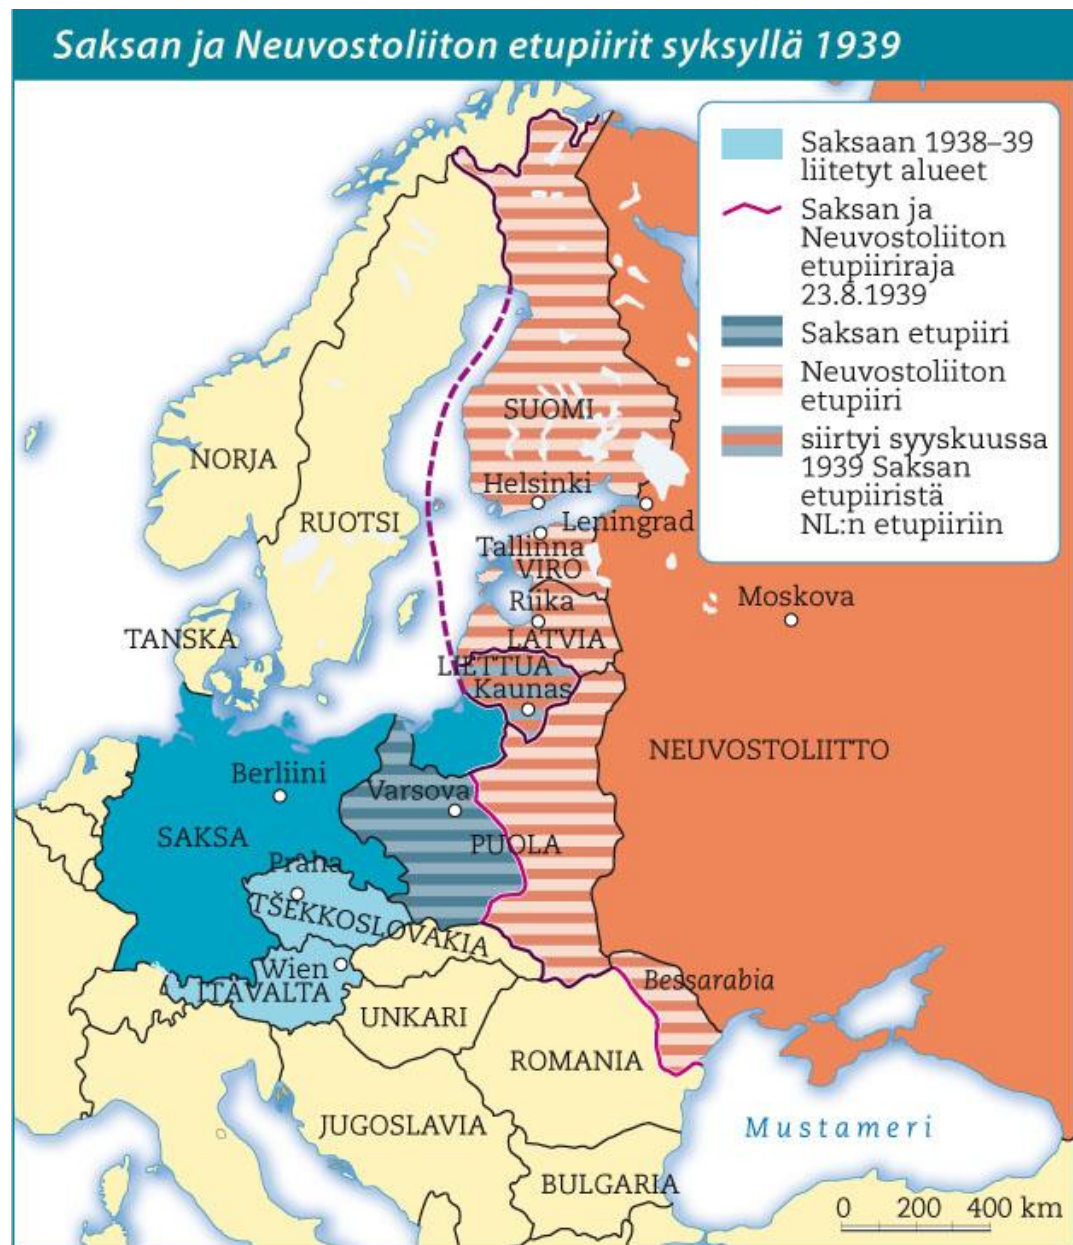 Saksan ja Neuvostoliiton etupiirit syksyllä 1939
Saksaan 1938–39
liitetyt alueet
Saksan ja
Neuvostoliiton
etupiiriraja
23.8.1939
Saksan etupiiri
Neuvostoliiton
etupiiri
siirtyi syyskuussa
1939 Saksan
etupiiristä
NL:n etupiiriin
SUOMI
NORJA
Helsinki
RUOTSI
Leningrad
Tallinna
VIRO
Riika
Moskova
TANSKA
LATVIA
LIETTUA
Kaunas
NEUVOSTOLIITTO
Berliini
Varsova
SAKSA
PUOLA
Praha
TŠEKKOSLOVAKIA
Wien
ITÄVALTA
Bessarabia
UNKARI
ROMANIA
JUGOSLAVIA
Mustameri
BULGARIA
0 200 400 km